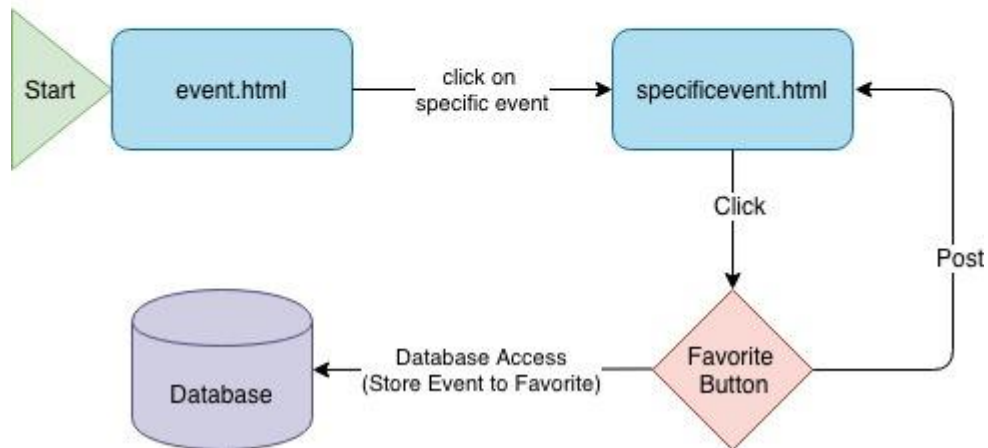 Start
event.html
click on
specific event
specificevent.html
Click
Post
Database
Database Access
(Store Event to Favorite)
Favorite
Button